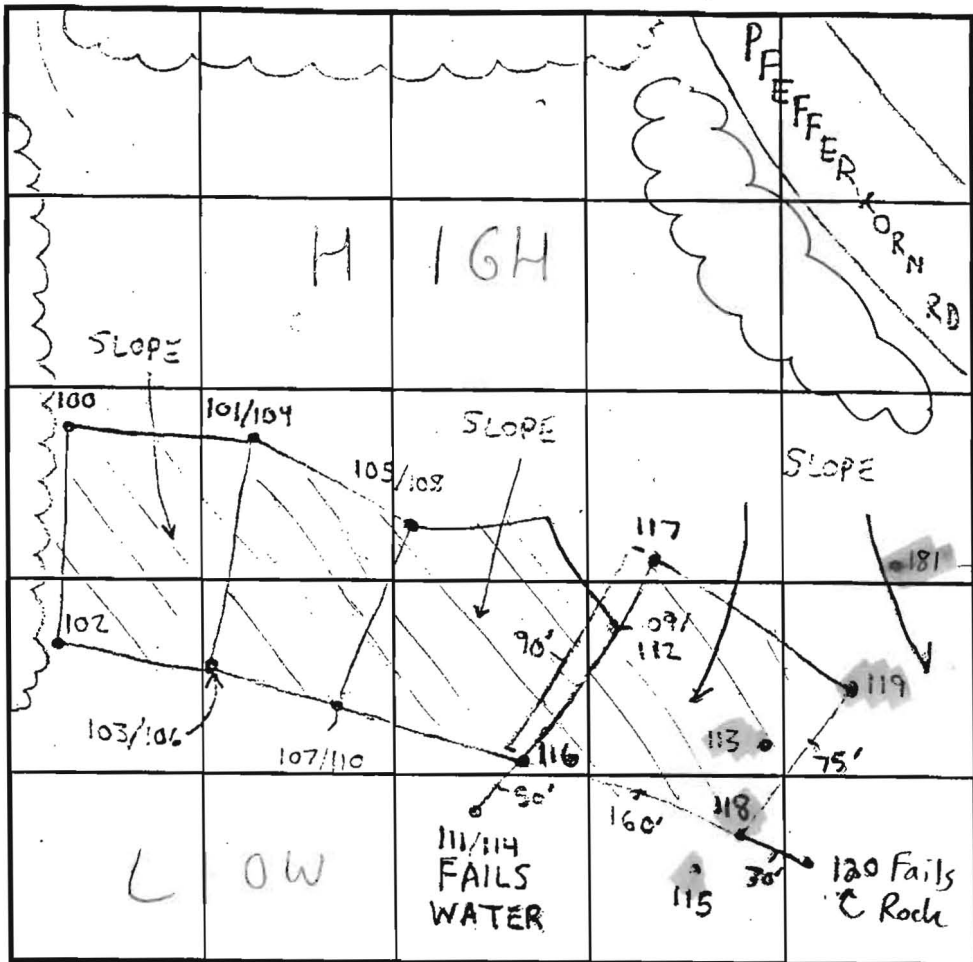 PFEFFERKORN RD
HIGH
SLOPE
100
101/104
SLOPE
105/108
SLOPE
117
181
102
90'
109/
112
119
103/106
107/110
116
113
75'
50'
160'
118
111/114
FAILS
WATER
LOW
115
30'
120 Fails
C Rock